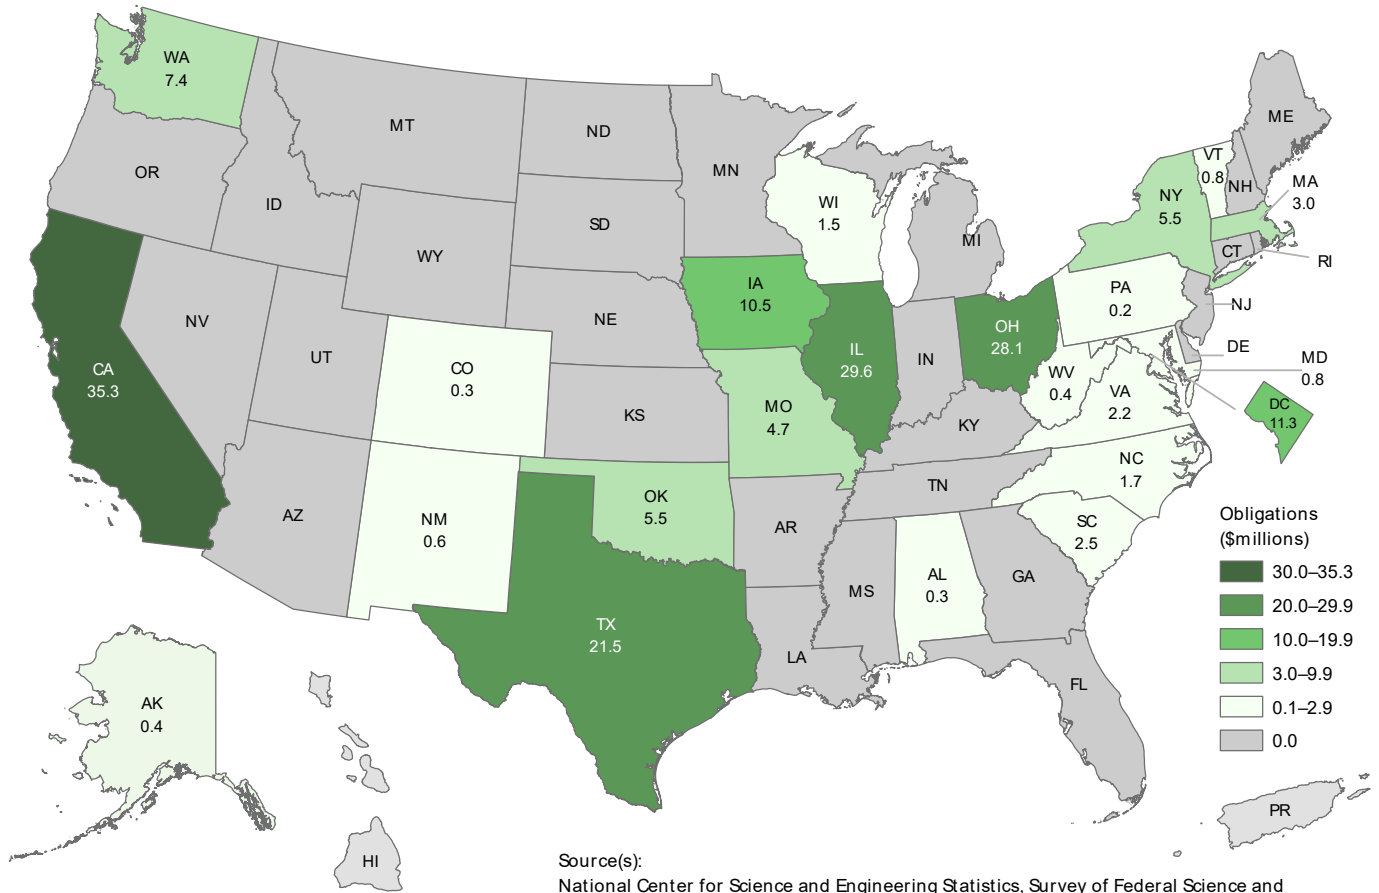 WA
7.4
MT
ND
MN
OR
ID
SD
WY
WI
1.5
MI
ME
VT
0.8
NH
NY
5.5
MA
3.0
CT
RI
NV
UT
NE
IA
10.5
IL
29.6
IN
OH
28.1
PA
0.2
NJ
DE
MD
0.8
CA
35.3
CO
0.3
KS
MO
4.7
KY
WV
0.4
VA
2.2
DC
11.3
AZ
NM
0.6
OK
5.5
AR
TN
NC
1.7
SC
2.5
TX
21.5
LA
MS
AL
0.3
GA
FL
AK
0.4
HI
PR
Obligations
($millions)
30.0–35.3
20.0–29.9
10.0–19.9
3.0–9.9
0.1–2.9
0.0
Source(s):
National Center for Science and Engineering Statistics, Survey of Federal Science and